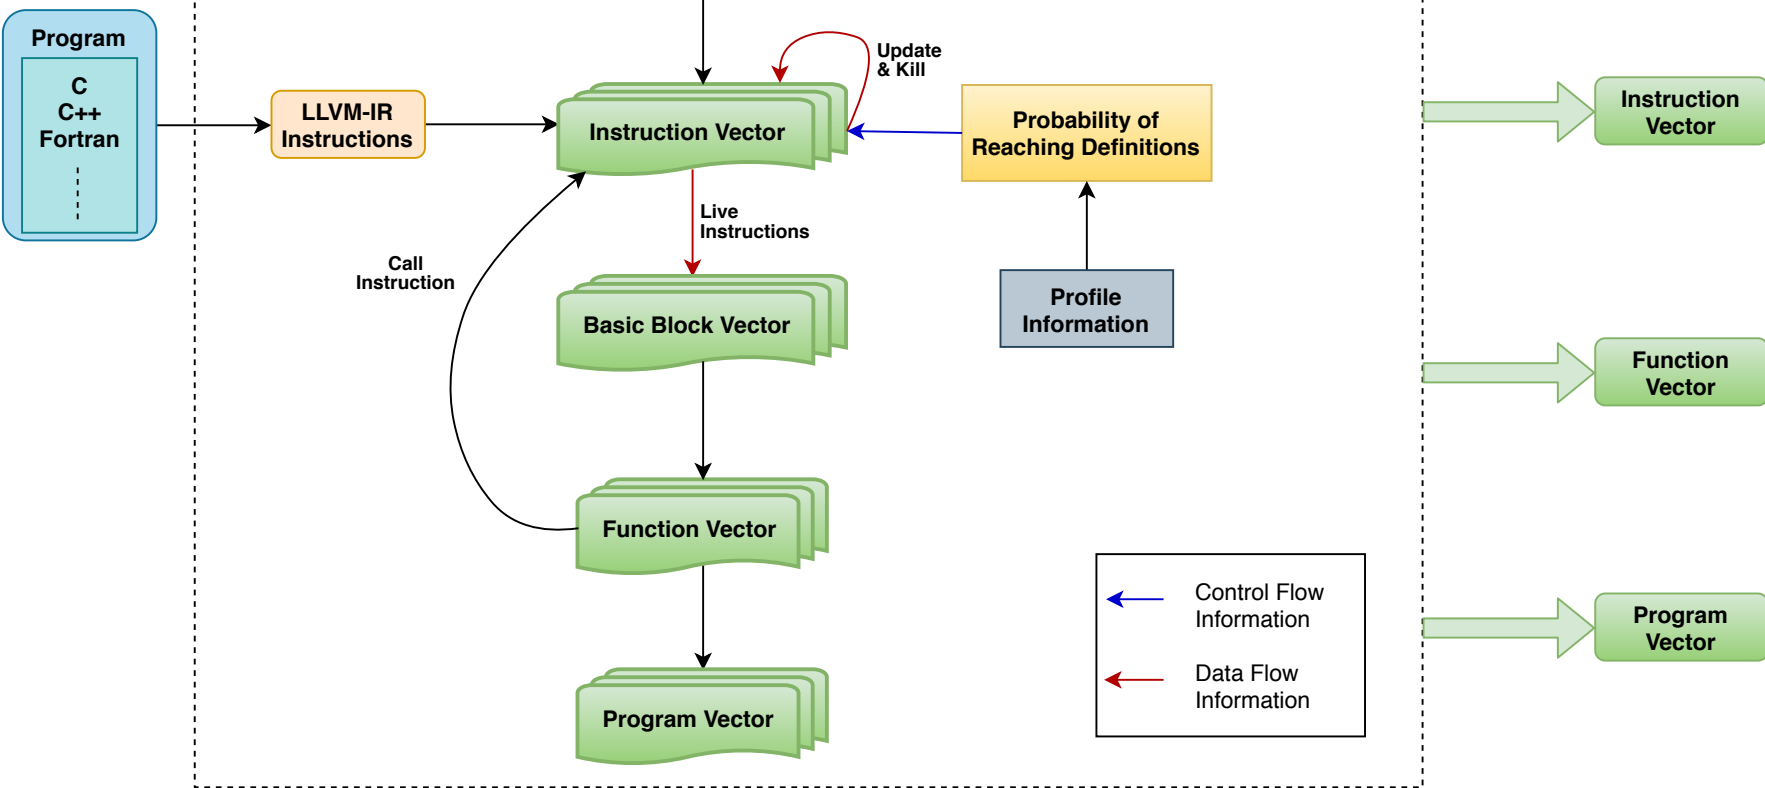 Program
C
C++
Fortran
LLVM-IR
Instructions
Instruction Vector
Update
& Kill
Probability of
Reaching Definitions
Live
Instructions
Call
Instruction
Basic Block Vector
Profile
Information
Function Vector
Program Vector
Control Flow
Information
Data Flow
Information
Instruction
Vector
Function
Vector
Program
Vector